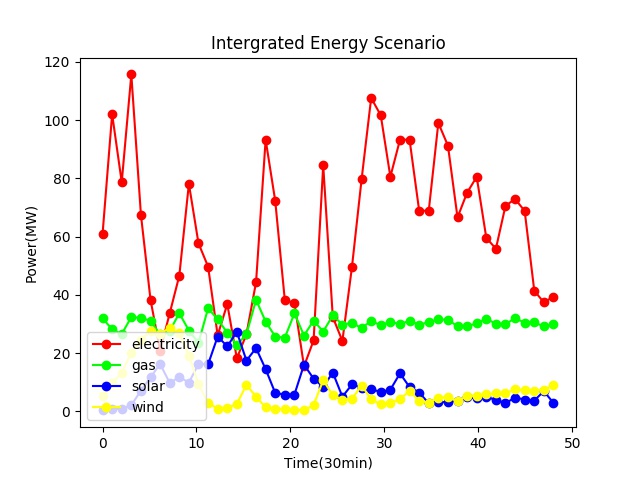 Intergrated Energy Scenario
Power(MW)
120
100
80
60
40
20
0
electricity
gas
solar
wind
0 10 20 30 40 50
Time(30min)